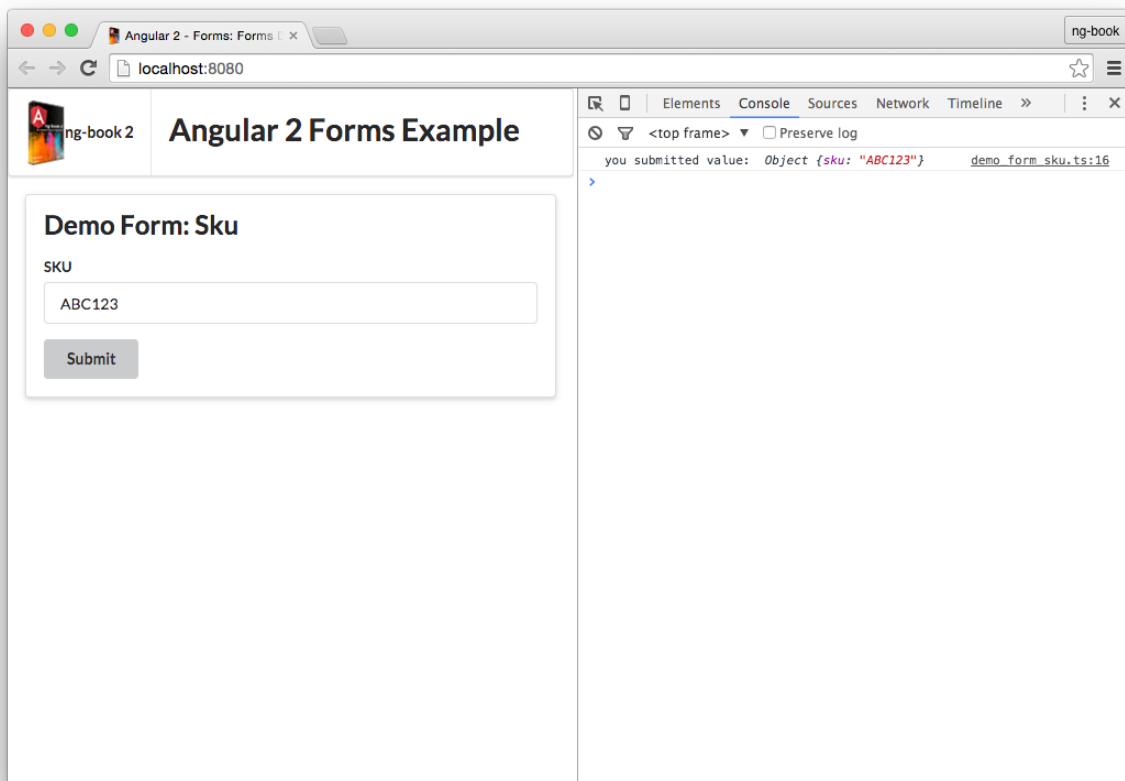 Angular 2 - Forms: Forms
ng-book
localhost:8080
ng-book 2
Angular 2 Forms Example
Demo Form: Sku
SKU
ABC123
Submit
Elements Console Sources Network Timeline »
<top frame> ▼ Preserve log
you submitted value: Object {sku: "ABC123"} demo_form_sku.ts:16
>